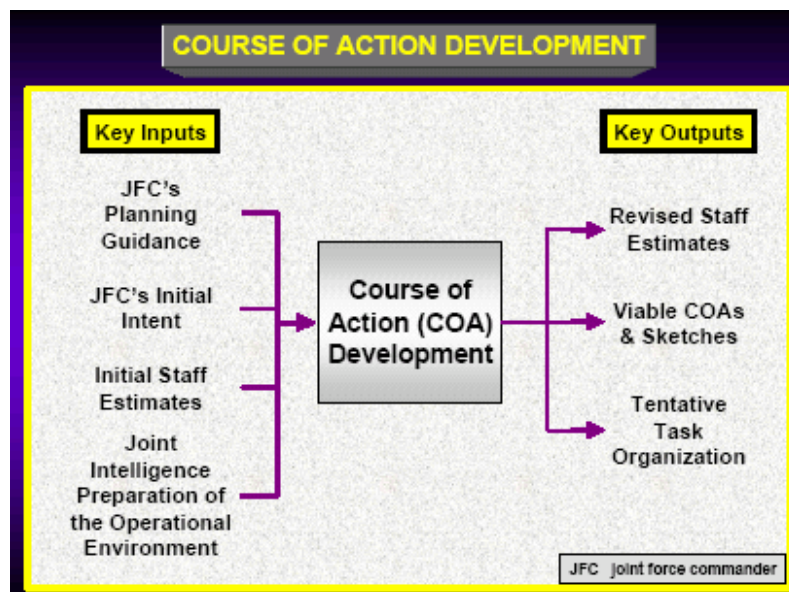 COURSE OF ACTION DEVELOPMENT
Key Inputs
JFC's
Planning
Guidance
JFC's Initial
Intent
Initial Staff
Estimates
Joint
Intelligence
Preparation of
the Operational
Environment
Course of
Action (COA)
Development
Key Outputs
Revised Staff
Estimates
Viable COAs
& Sketches
Tentative
Task
Organization
JFC joint force commander